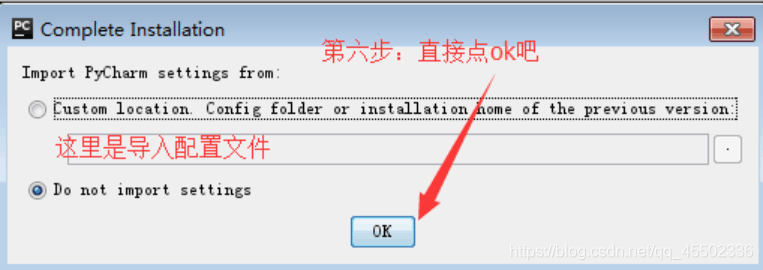 PC Complete Installation
第六步：直接点ok吧
Import PyCharm settings from:
Custom location. Config folder or installation home of the previous version:
这里是导入配置文件
Do not import settings
OK
https://blog.csdn.net/qq_46502336